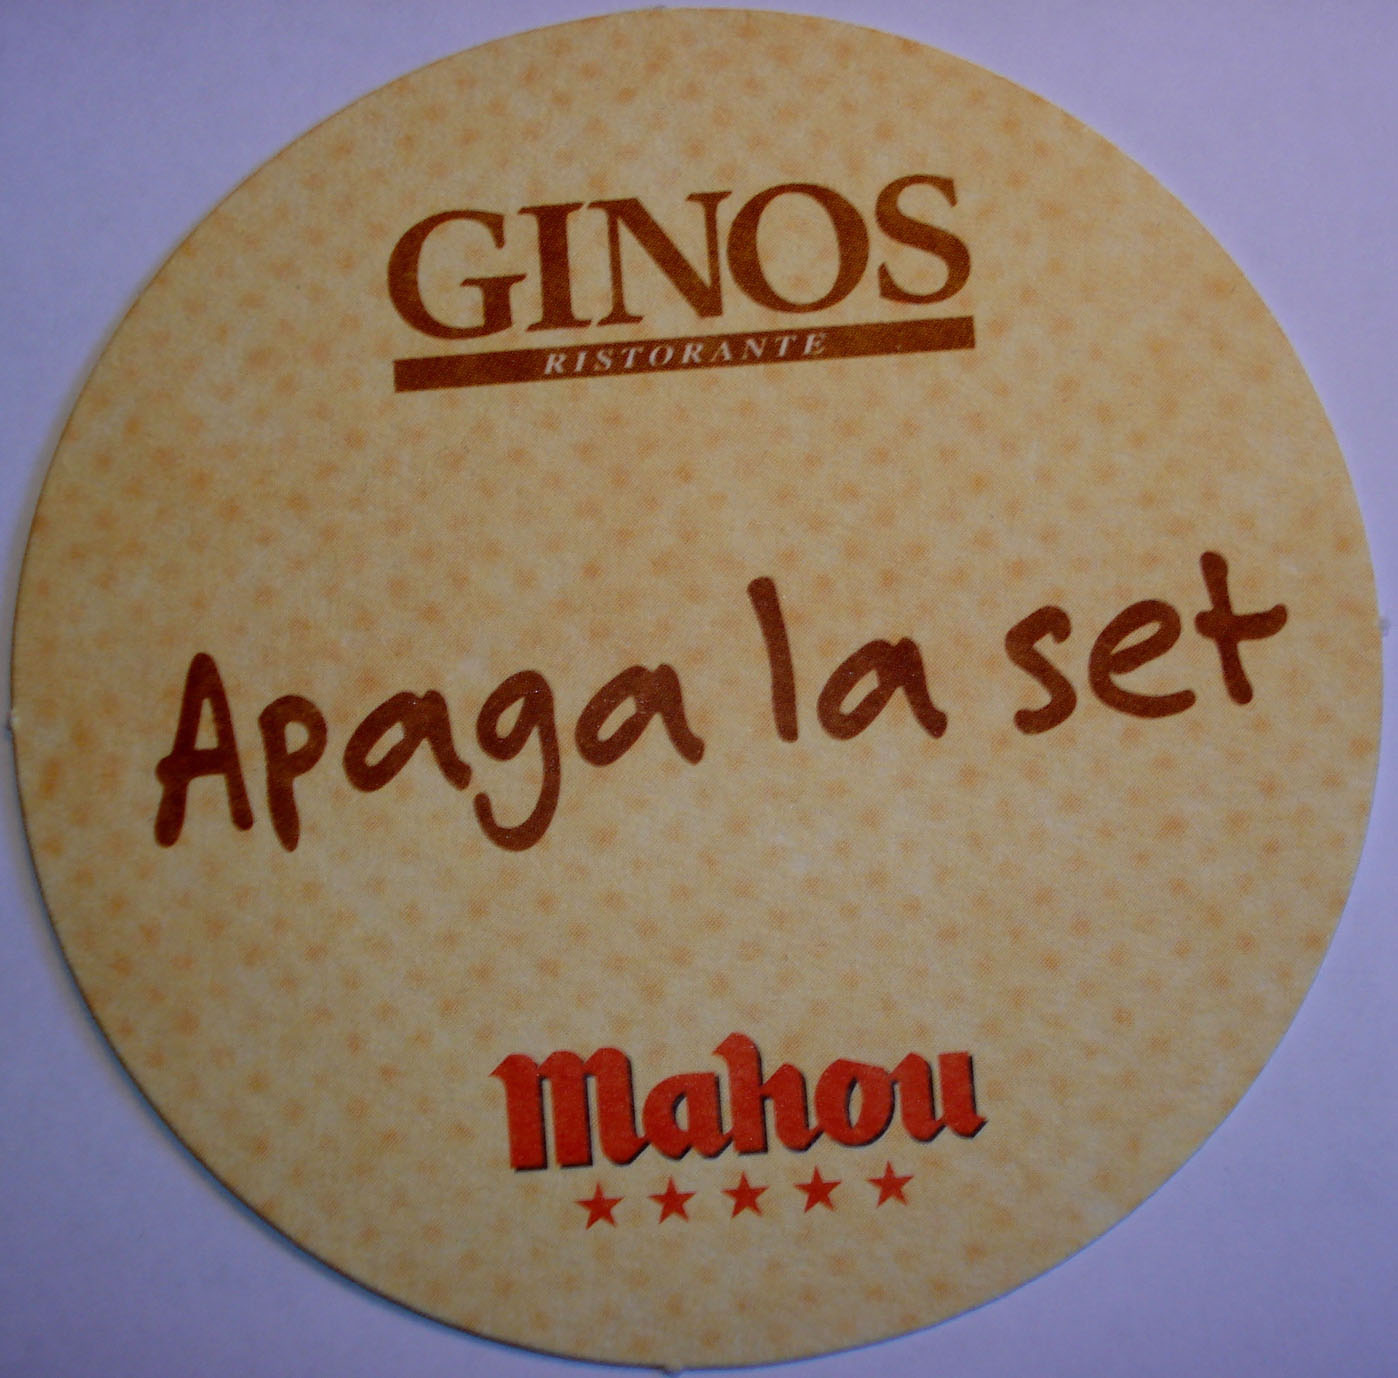 GINOS
RISTORANTE
Apaga la set
Mahou